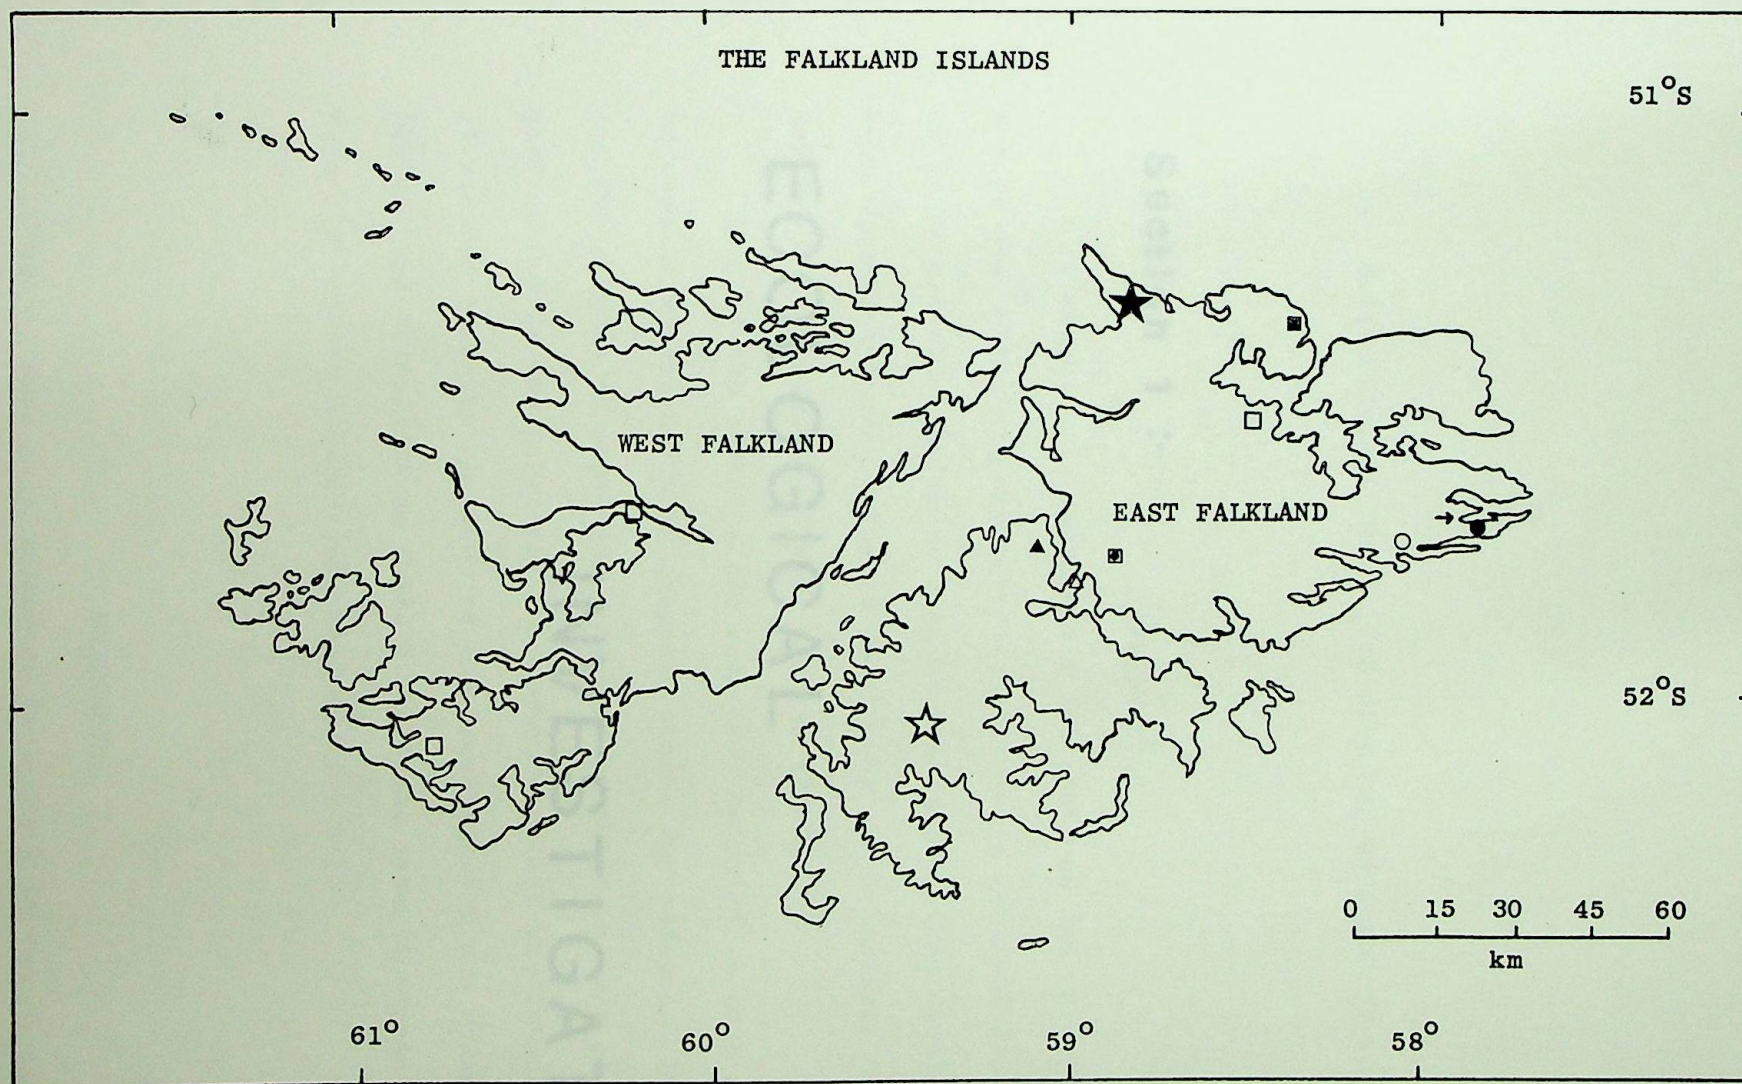 THE FALKLAND ISLANDS
51°S
WEST FALKLAND
EAST FALKLAND
52°S
0 15 30 45 60
km
61° 60° 59° 58°